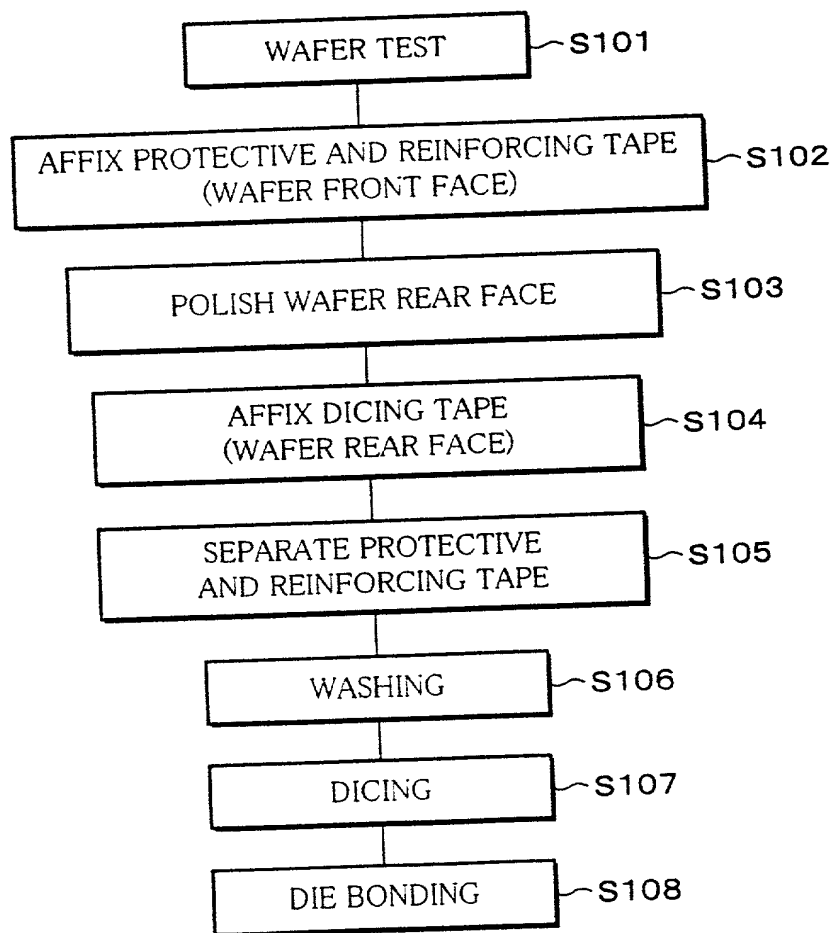 WAFER TEST
S101
AFFIX PROTECTIVE AND REINFORCING TAPE
(WAFER FRONT FACE)
S102
POLISH WAFER REAR FACE
S103
AFFIX DICING TAPE
(WAFER REAR FACE)
S104
SEPARATE PROTECTIVE
AND REINFORCING TAPE
S105
WASHING
S106
DICING
S107
DIE BONDING
S108